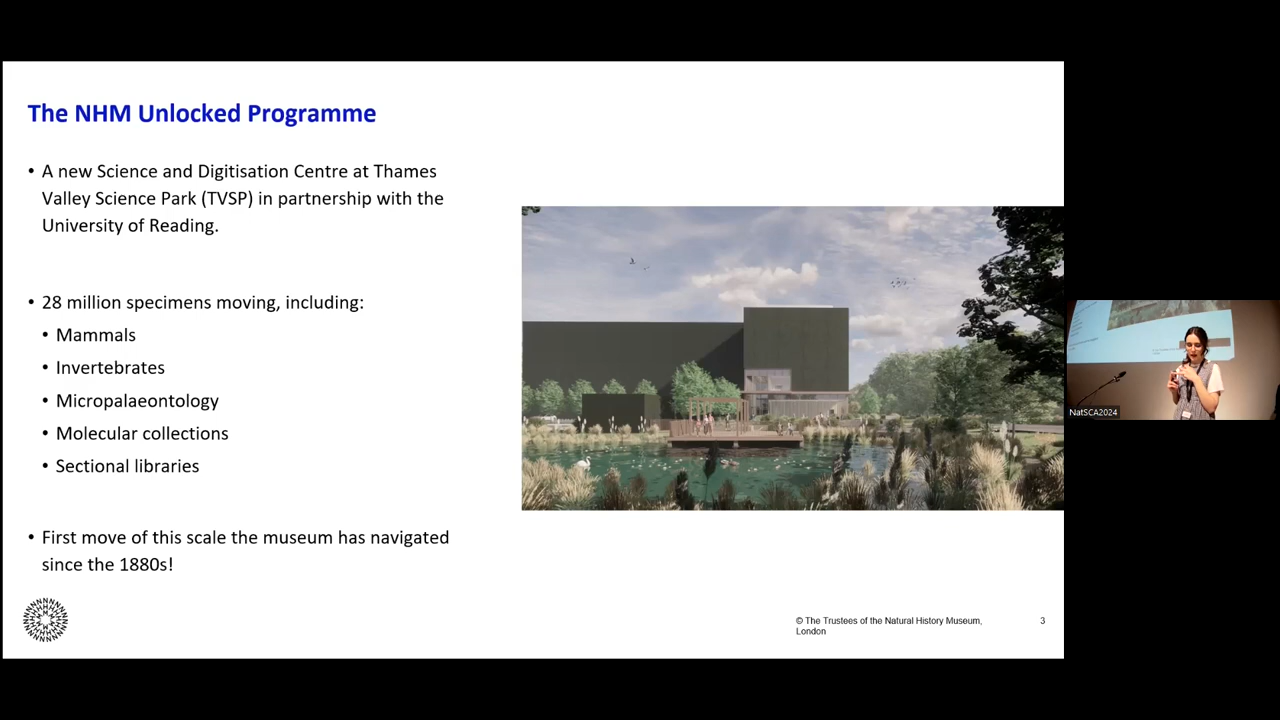 The NHM Unlocked Programme
• A new Science and Digitisation Centre at Thames
Valley Science Park (TVSP) in partnership with the
University of Reading.
• 28 million specimens moving, including:
• Mammals
• Invertebrates
• Micropalaeontology
• Molecular collections
• Sectional libraries
• First move of this scale the museum has navigated
since the 1880s!
© The Trustees of the Natural History Museum,
London
3
NatSCA2024